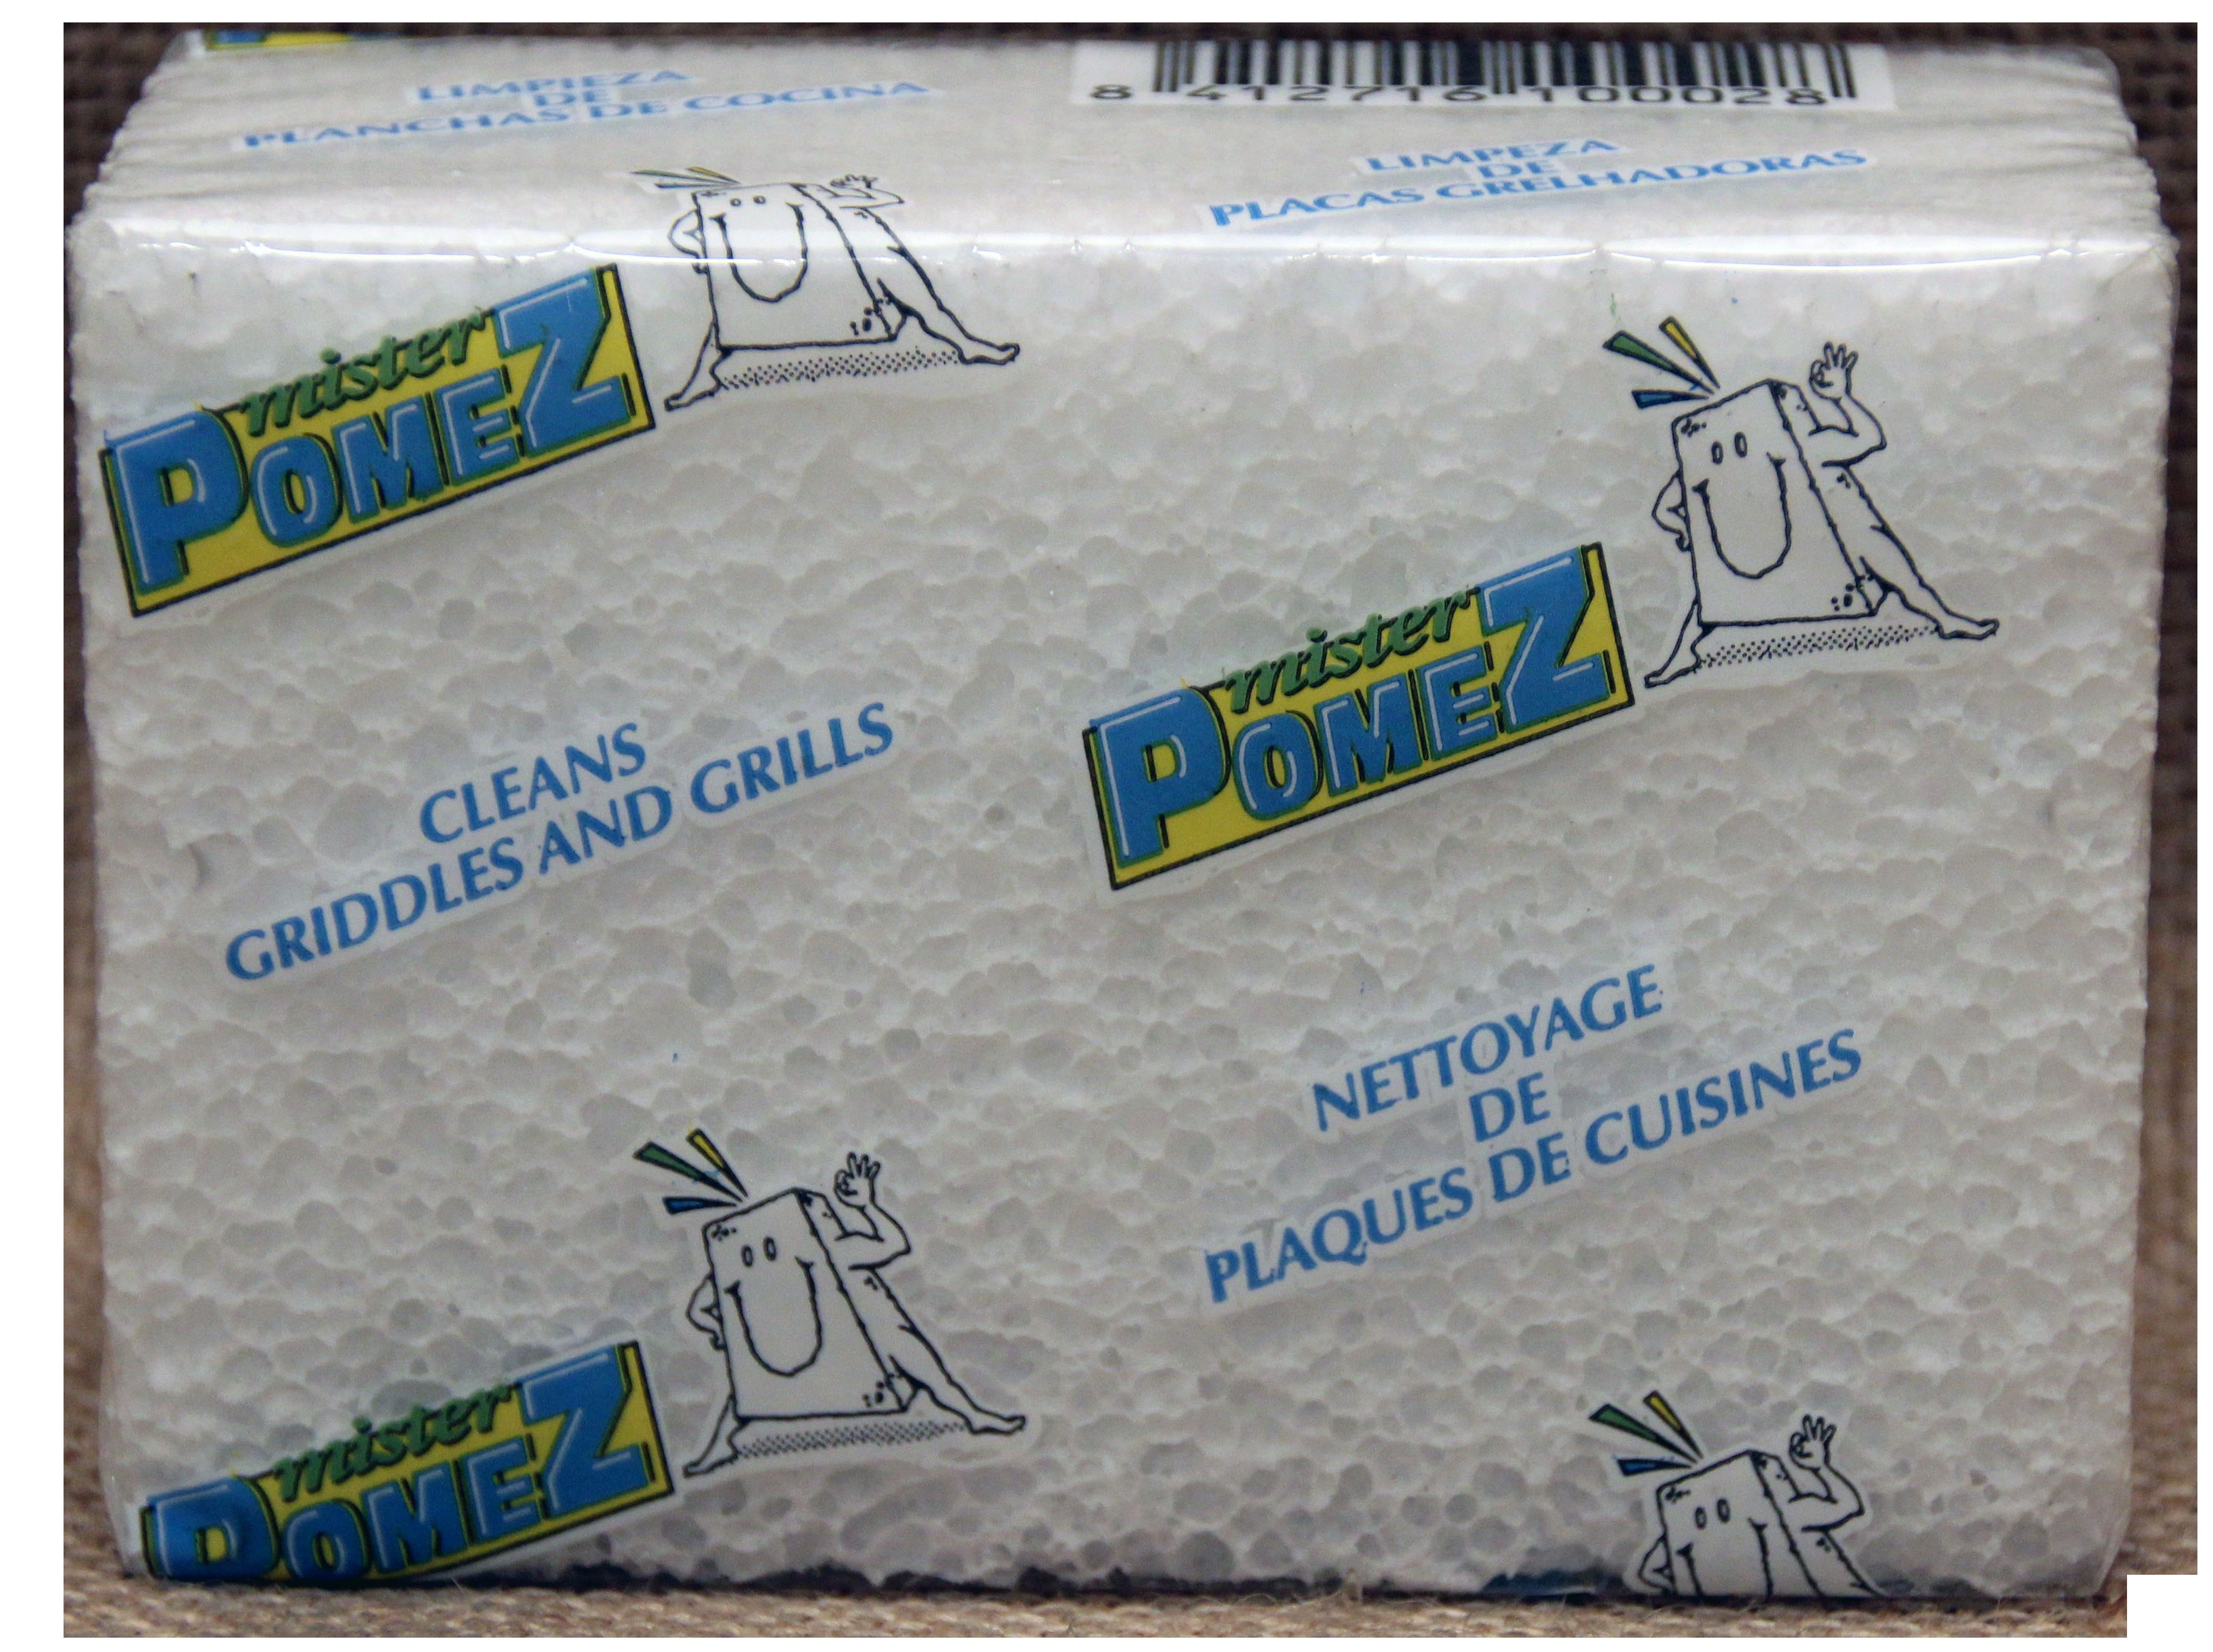 LIMPIEZA
DE
PLANCHAS DE COCINA
8 412716 100028
LIMPEZA
DE
PLACAS GRELHADORAS
mister
POMEZ
mister
POMEZ
CLEANS
GRIDDLES AND GRILLS
NETTOYAGE
DE
PLAQUES DE CUISINES
mister
POMEZ